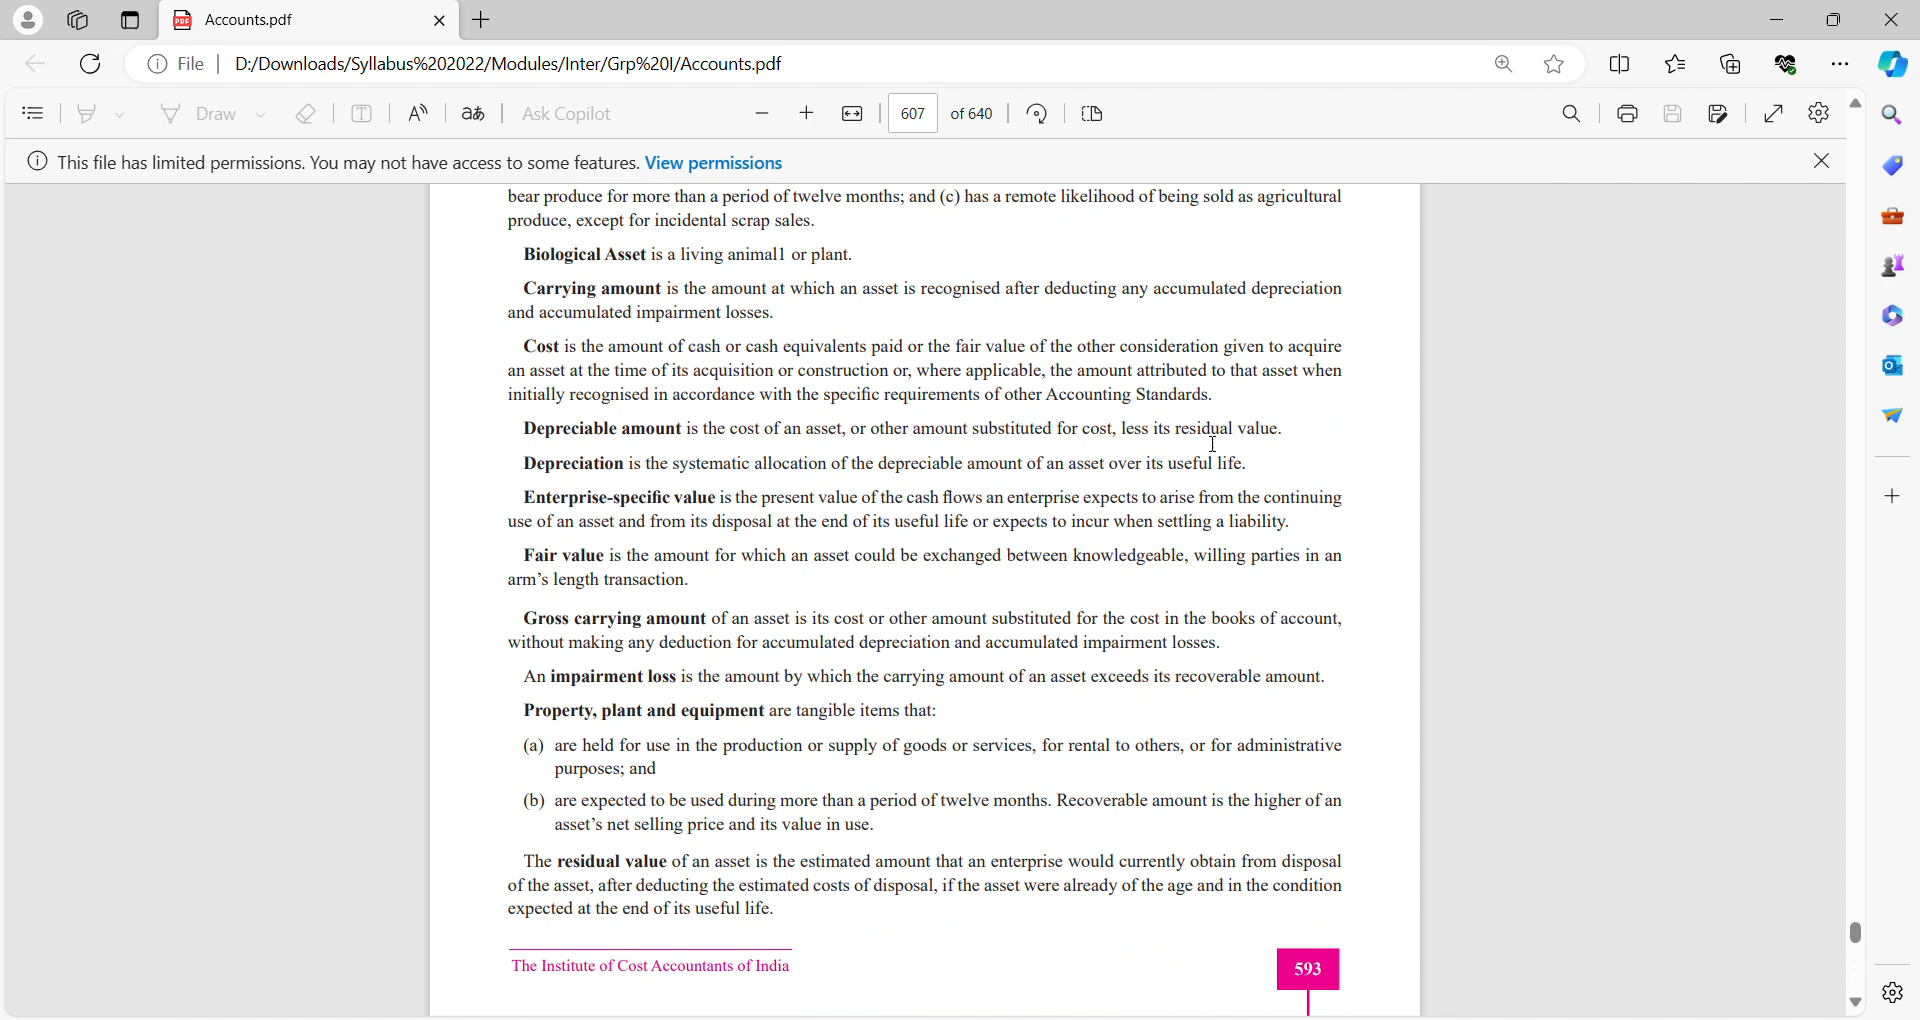 Accounts.pdf
File
D:/Downloads/Syllabus%202022/Modules/Inter/Grp%20I/Accounts.pdf
Draw
Ask Copilot
607 of 640
This file has limited permissions. You may not have access to some features. View permissions
bear produce for more than a period of twelve months; and (c) has a remote likelihood of being sold as agricultural
produce, except for incidental scrap sales.
Biological Asset is a living animal1 or plant.
Carrying amount is the amount at which an asset is recognised after deducting any accumulated depreciation
and accumulated impairment losses.
Cost is the amount of cash or cash equivalents paid or the fair value of the other consideration given to acquire
an asset at the time of its acquisition or construction or, where applicable, the amount attributed to that asset when
initially recognised in accordance with the specific requirements of other Accounting Standards.
Depreciable amount is the cost of an asset, or other amount substituted for cost, less its residual value.
Depreciation is the systematic allocation of the depreciable amount of an asset over its useful life.
Enterprise-specific value is the present value of the cash flows an enterprise expects to arise from the continuing
use of an asset and from its disposal at the end of its useful life or expects to incur when settling a liability.
Fair value is the amount for which an asset could be exchanged between knowledgeable, willing parties in an
arm's length transaction.
Gross carrying amount of an asset is its cost or other amount substituted for the cost in the books of account,
without making any deduction for accumulated depreciation and accumulated impairment losses.
An impairment loss is the amount by which the carrying amount of an asset exceeds its recoverable amount.
Property, plant and equipment are tangible items that:
(a) are held for use in the production or supply of goods or services, for rental to others, or for administrative
purposes; and
(b) are expected to be used during more than a period of twelve months. Recoverable amount is the higher of an
asset's net selling price and its value in use.
The residual value of an asset is the estimated amount that an enterprise would currently obtain from disposal
of the asset, after deducting the estimated costs of disposal, if the asset were already of the age and in the condition
expected at the end of its useful life.
The Institute of Cost Accountants of India
593